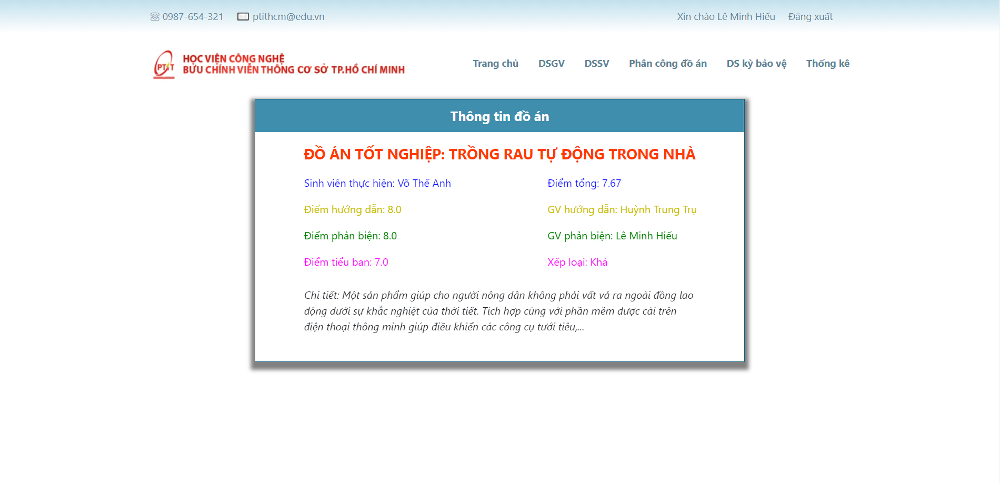 0987-654-321 ptithcm@edu.vn Xin chào Lê Minh Hiếu Đăng xuất
PTIT
HỌC VIỆN CÔNG NGHỆ
BƯU CHÍNH VIỄN THÔNG CƠ SỞ TP.HỒ CHÍ MINH
Trang chủ DSGV DSSV Phân công đồ án DS kỳ bảo vệ Thống kê
Thông tin đồ án
ĐỒ ÁN TỐT NGHIỆP: TRỒNG RAU TỰ ĐỘNG TRONG NHÀ
Sinh viên thực hiện: Võ Thế Anh Điểm tổng: 7.67
Điểm hướng dẫn: 8.0 GV hướng dẫn: Huỳnh Trung Trụ
Điểm phản biện: 8.0 GV phản biện: Lê Minh Hiếu
Điểm tiểu ban: 7.0 Xếp loại: Khá
Chi tiết: Một sản phẩm giúp cho người nông dân không phải vất vả ra ngoài đồng lao
động dưới sự khắc nghiệt của thời tiết. Tích hợp cùng với phần mềm được cài trên
điện thoại thông minh giúp điều khiển các công cụ tưới tiêu,...